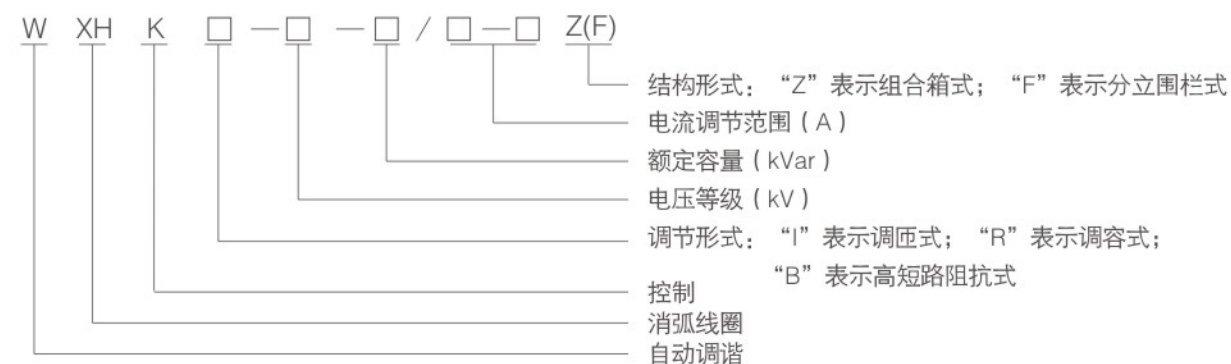 W XH K □ — □ - □ / □ — □ Z(F)
结构形式：“Z”表示组合箱式；“F”表示分立围栏式
电流调节范围（A）
额定容量（kVar）
电压等级（kV）
调节形式：“I”表示调匝式；“R”表示调容式；
“B”表示高短路阻抗式
控制
消弧线圈
自动调谐